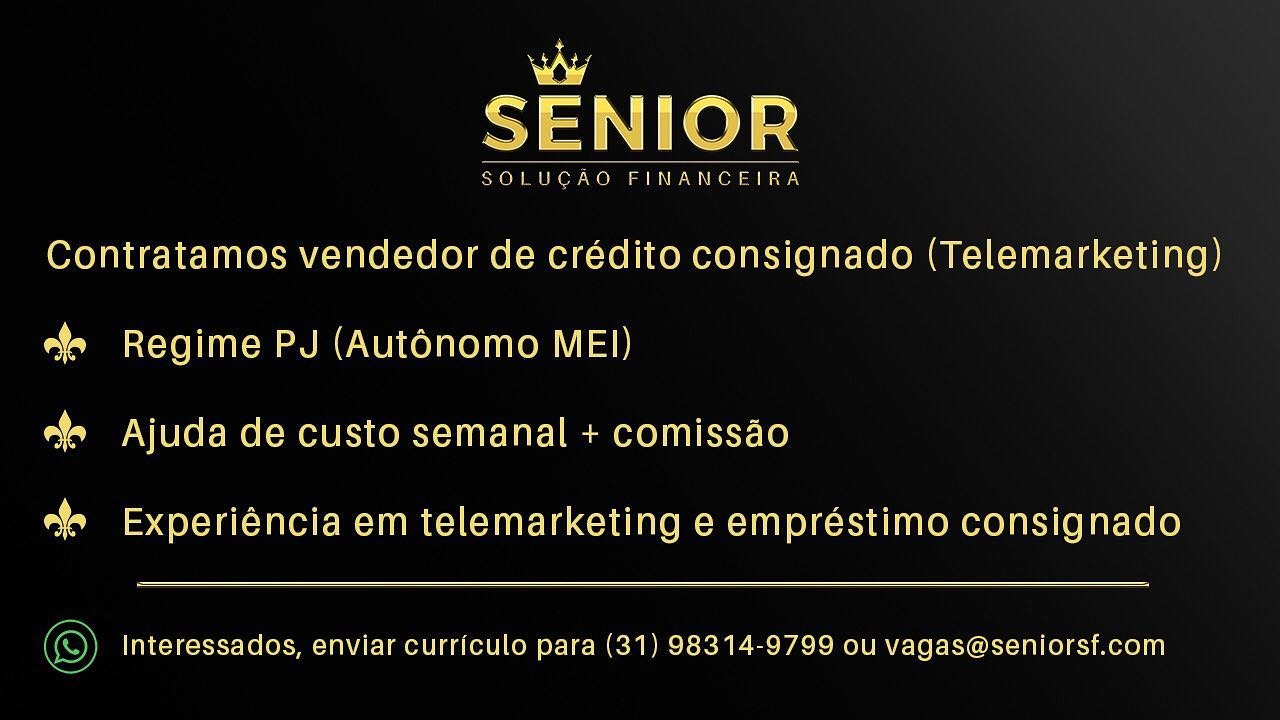 SENIOR
SOLUÇÃO FINANCEIRA
Contratamos vendedor de crédito consignado (Telemarketing)
Regime PJ (Autônomo MEI)
Ajuda de custo semanal + comissão
Experiência em telemarketing e empréstimo consignado
Interessados, enviar currículo para (31) 98314-9799 ou vagas@seniorsf.com